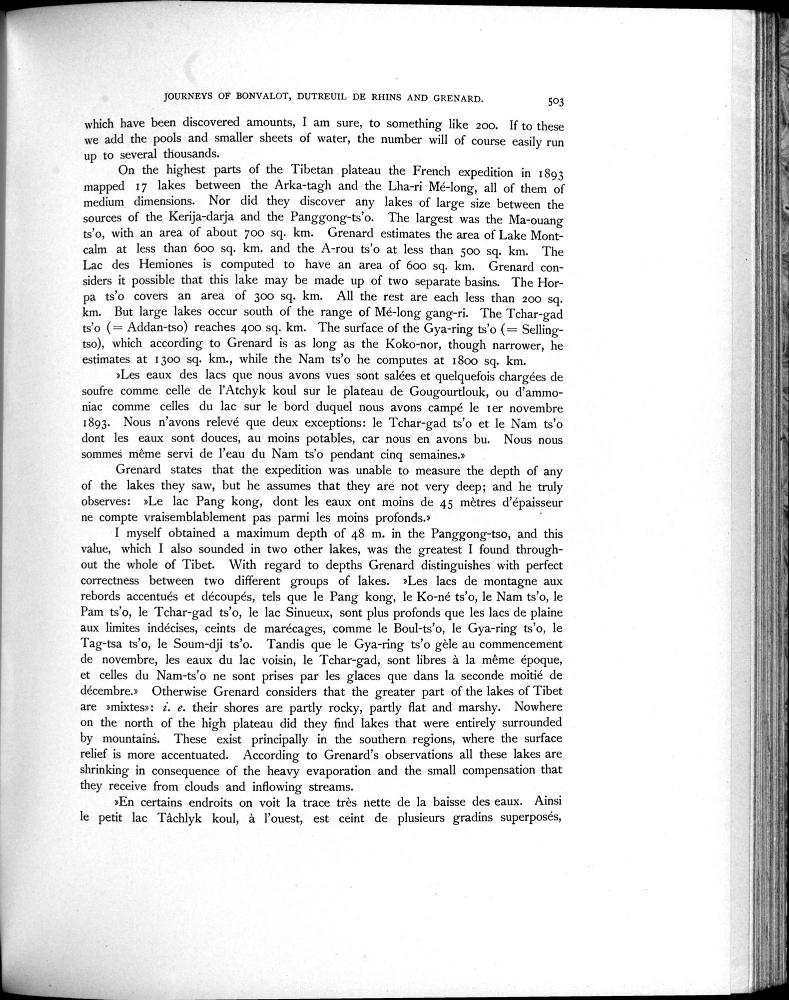 JOURNEYS OF BONVALOT, DUTREUIL DE RHINS AND GRENARD. 503
which have been discovered amounts, I am sure, to something like 200. If to these
we add the pools and smaller sheets of water, the number will of course easily run
up to several thousands.
On the highest parts of the Tibetan plateau the French expedition in 1893
mapped 17 lakes between the Arka-tagh and the Lha-ri Mé-long, all of them of
medium dimensions. Nor did they discover any lakes of large size between the
sources of the Kerija-darja and the Panggong-ts'o. The largest was the Ma-ouang
ts'o, with an area of about 700 sq. km. Grenard estimates the area of Lake Mont-
calm at less than 600 sq. km. and the A-rou ts'o at less than 500 sq. km. The
Lac des Hemiones is computed to have an area of 600 sq. km. Grenard con-
siders it possible that this lake may be made up of two separate basins. The Hor-
pa ts'o covers an area of 300 sq. km. All the rest are each less than 200 sq.
km. But large lakes occur south of the range of Mé-long gang-ri. The Tchar-gad
ts'o (= Addan-tso) reaches 400 sq. km. The surface of the Gya-ring ts'o (= Selling-
tso), which according to Grenard is as long as the Koko-nor, though narrower, he
estimates at 1300 sq. km., while the Nam ts'o he computes at 1800 sq. km.
»Les eaux des lacs que nous avons vues sont salées et quelquefois chargées de
soufre comme celle de l'Atchyk koul sur le plateau de Gougourtlouk, ou d'ammo-
niac comme celles du lac sur le bord duquel nous avons campé le 1er novembre
1893. Nous n'avons relevé que deux exceptions: le Tchar-gad ts'o et le Nam ts'o
dont les eaux sont douces, au moins potables, car nous en avons bu. Nous nous
sommes même servi de l'eau du Nam ts'o pendant cinq semaines.»
Grenard states that the expedition was unable to measure the depth of any
of the lakes they saw, but he assumes that they are not very deep; and he truly
observes: »Le lac Pang kong, dont les eaux ont moins de 45 mètres d'épaisseur
ne compte vraisemblablement pas parmi les moins profonds.»
I myself obtained a maximum depth of 48 m. in the Panggong-tso, and this
value, which I also sounded in two other lakes, was the greatest I found through-
out the whole of Tibet. With regard to depths Grenard distinguishes with perfect
correctness between two different groups of lakes. »Les lacs de montagne aux
rebords accentués et découpés, tels que le Pang kong, le Ko-né ts'o, le Nam ts'o, le
Pam ts'o, le Tchar-gad ts'o, le lac Sinueux, sont plus profonds que les lacs de plaine
aux limites indécises, ceints de marécages, comme le Boul-ts'o, le Gya-ring ts'o, le
Tag-tsa ts'o, le Soum-dji ts'o. Tandis que le Gya-ring ts'o gèle au commencement
de novembre, les eaux du lac voisin, le Tchar-gad, sont libres à la même époque,
et celles du Nam-ts'o ne sont prises par les glaces que dans la seconde moitié de
décembre.» Otherwise Grenard considers that the greater part of the lakes of Tibet
are »mixtes»: i. e. their shores are partly rocky, partly flat and marshy. Nowhere
on the north of the high plateau did they find lakes that were entirely surrounded
by mountains. These exist principally in the southern regions, where the surface
relief is more accentuated. According to Grenard's observations all these lakes are
shrinking in consequence of the heavy evaporation and the small compensation that
they receive from clouds and inflowing streams.
»En certains endroits on voit la trace très nette de la baisse des eaux. Ainsi
le petit lac Tâchlyk koul, à l'ouest, est ceint de plusieurs gradins superposés,